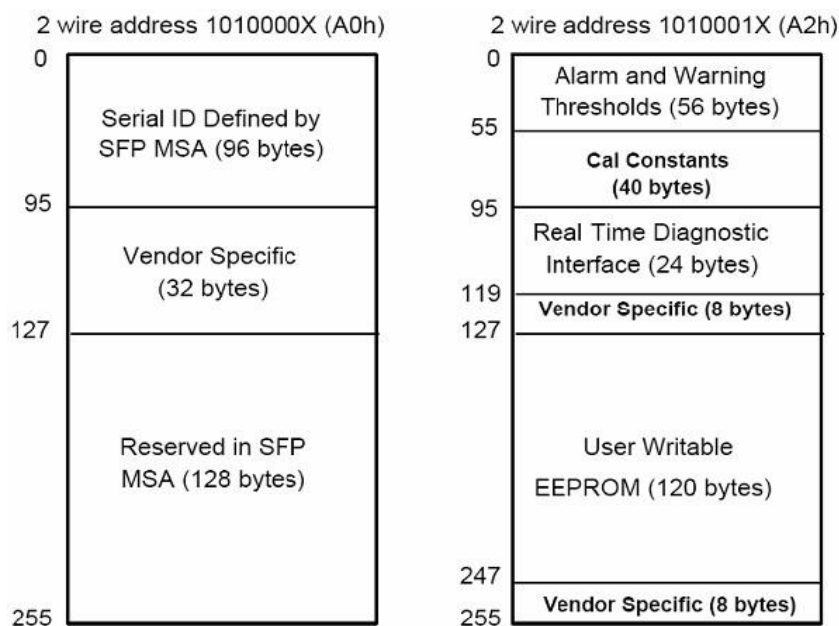 2 wire address 1010000X (A0h)
0
Serial ID Defined by
SFP MSA (96 bytes)
95
Vendor Specific
(32 bytes)
127
Reserved in SFP
MSA (128 bytes)
255
2 wire address 1010001X (A2h)
0
Alarm and Warning
Thresholds (56 bytes)
55
Cal Constants
(40 bytes)
95
Real Time Diagnostic
Interface (24 bytes)
119
Vendor Specific (8 bytes)
127
User Writable
EEPROM (120 bytes)
247
Vendor Specific (8 bytes)
255